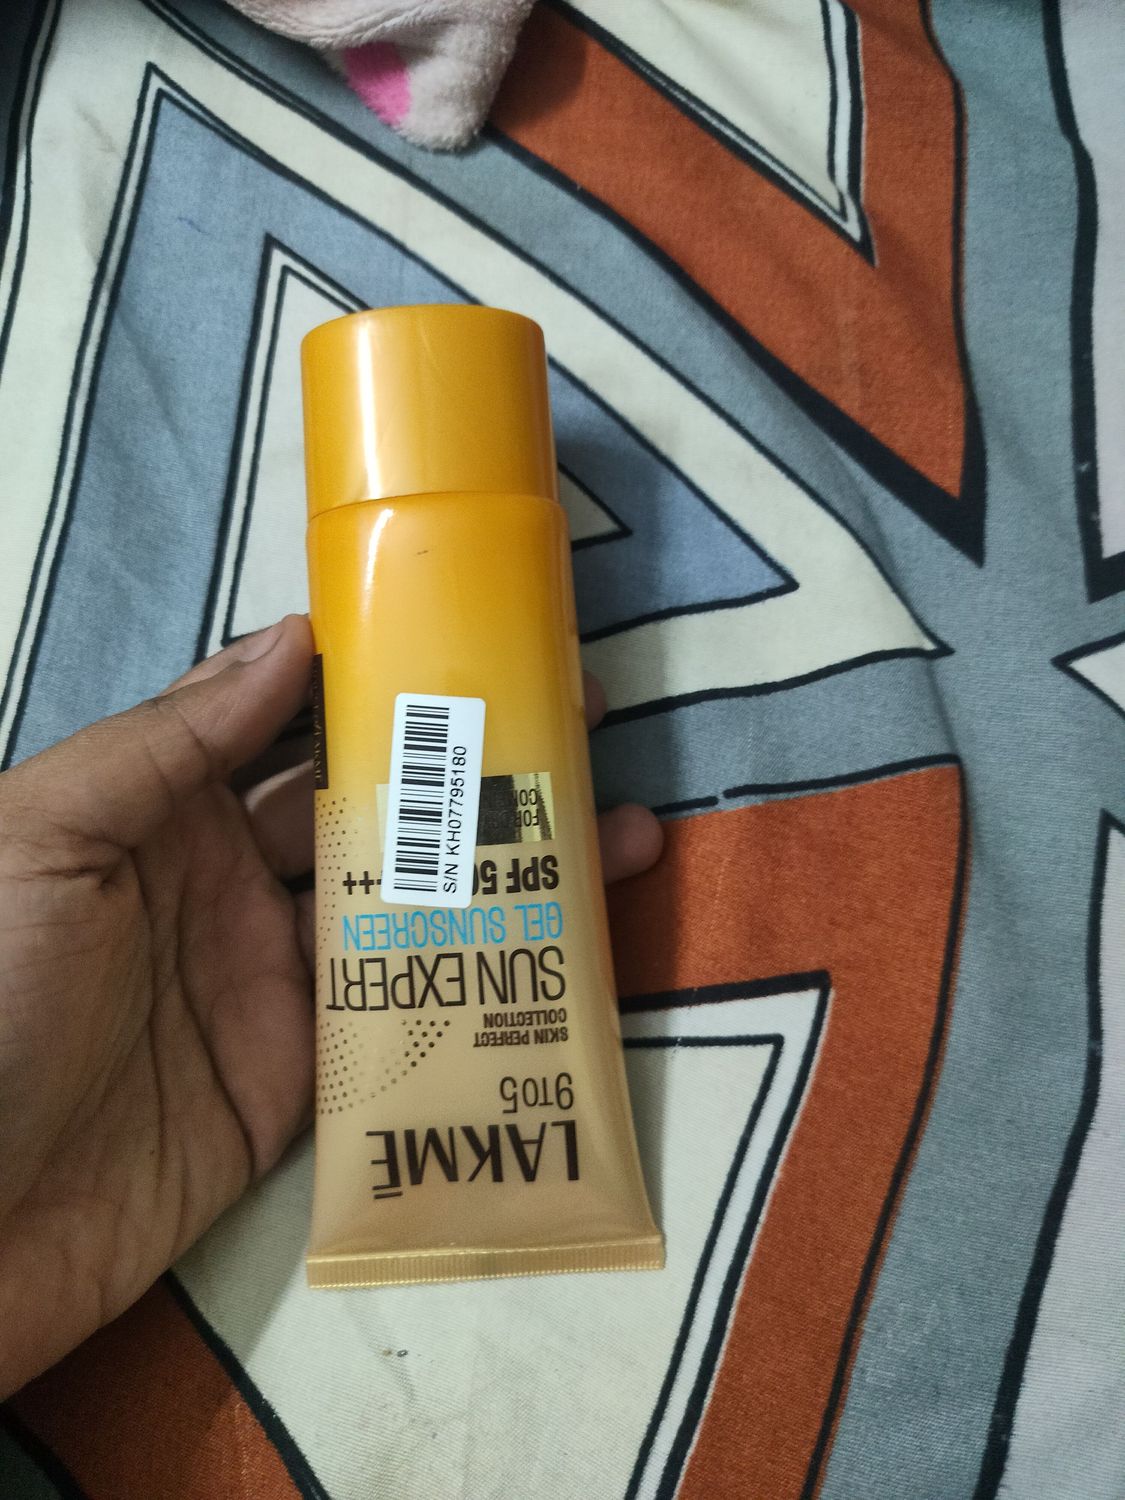 LAKMĒ
9TO5
SKIN PERFECT
COLLECTION
SUN EXPERT
GEL SUNSCREEN
SPF 50 +++
S/N KH07795180